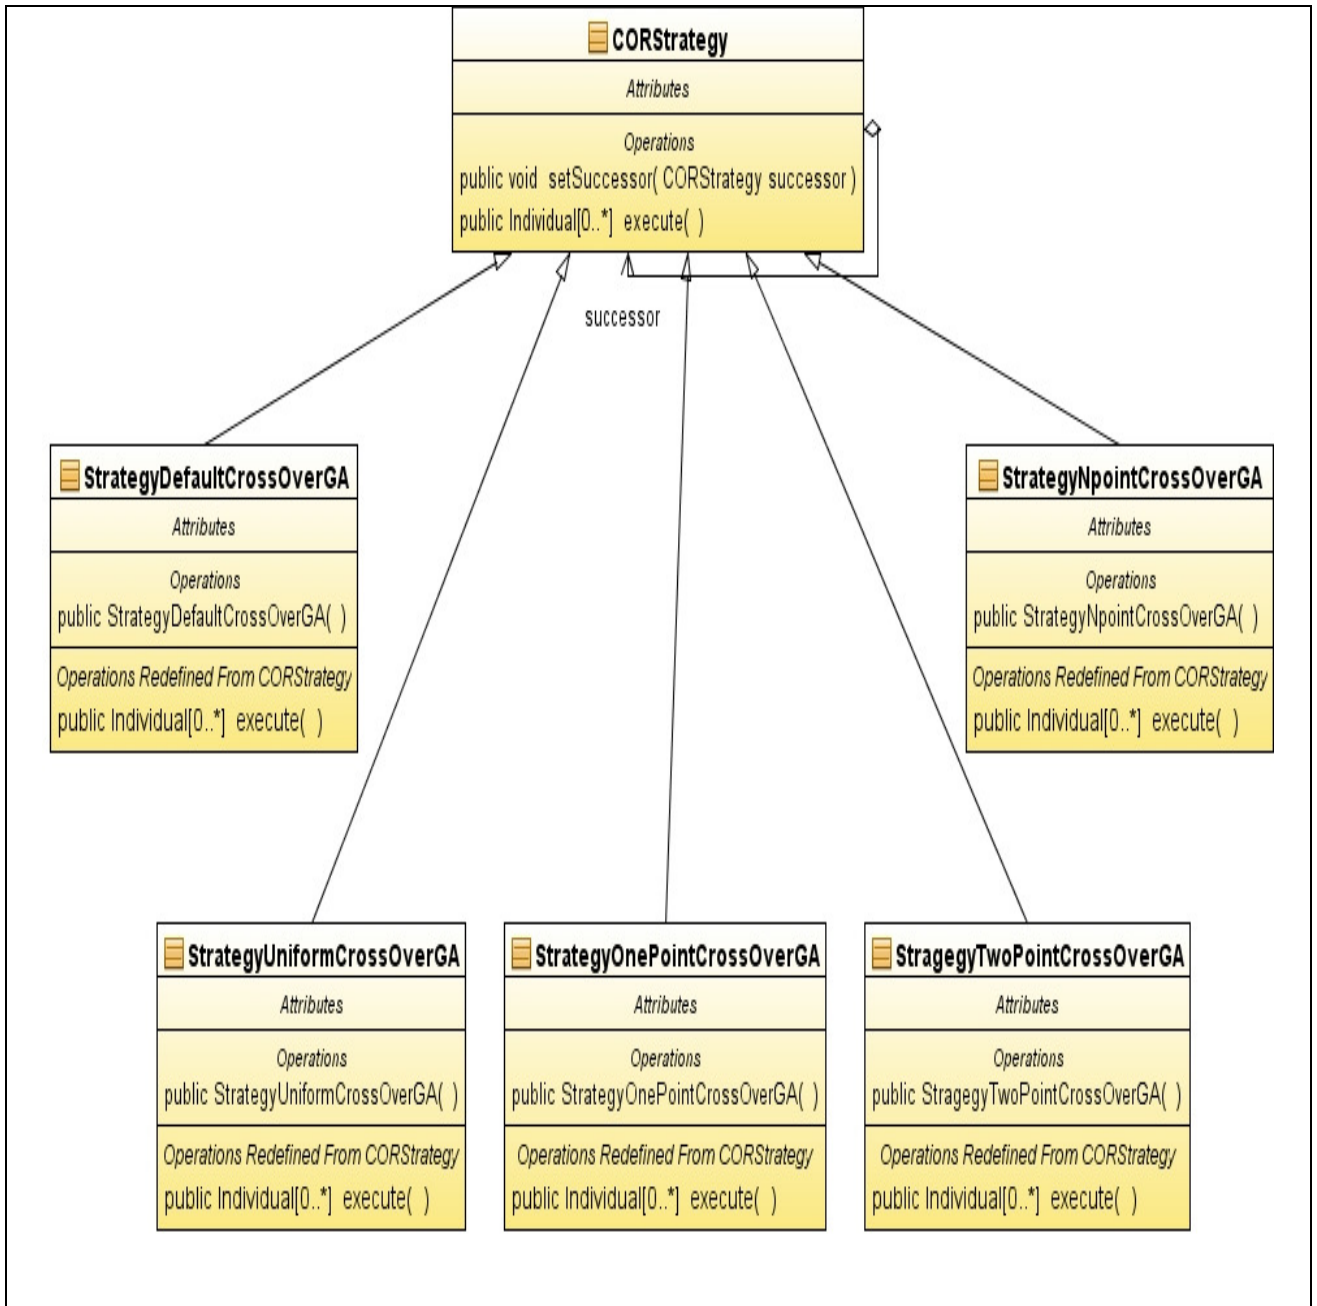 CORStrategy
Attributes
Operations
public void setSuccessor( CORStrategy successor )
public Individual[0..*] execute( )
successor
StrategyDefaultCrossOverGA
Attributes
Operations
public StrategyDefaultCrossOverGA( )
Operations Redefined From CORStrategy
public Individual[0..*] execute( )
StrategyNpointCrossOverGA
Attributes
Operations
public StrategyNpointCrossOverGA( )
Operations Redefined From CORStrategy
public Individual[0..*] execute( )
StrategyUniformCrossOverGA
Attributes
Operations
public StrategyUniformCrossOverGA( )
Operations Redefined From CORStrategy
public Individual[0..*] execute( )
StrategyOnePointCrossOverGA
Attributes
Operations
public StrategyOnePointCrossOverGA( )
Operations Redefined From CORStrategy
public Individual[0..*] execute( )
StragegyTwoPointCrossOverGA
Attributes
Operations
public StragegyTwoPointCrossOverGA( )
Operations Redefined From CORStrategy
public Individual[0..*] execute( )